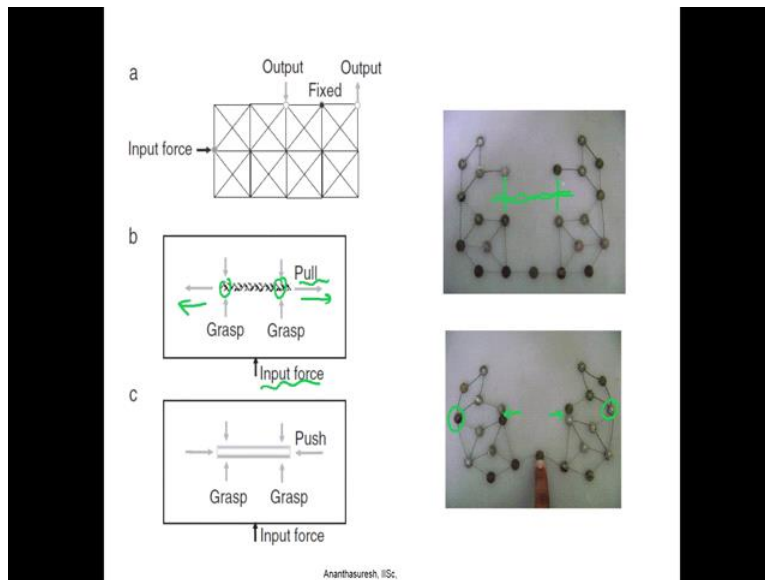 a
Output Output
Fixed
Input force
b
Pull
Grasp Grasp
Input force
c
Push
Grasp Grasp
Input force
Ananthasuresh, IISc,